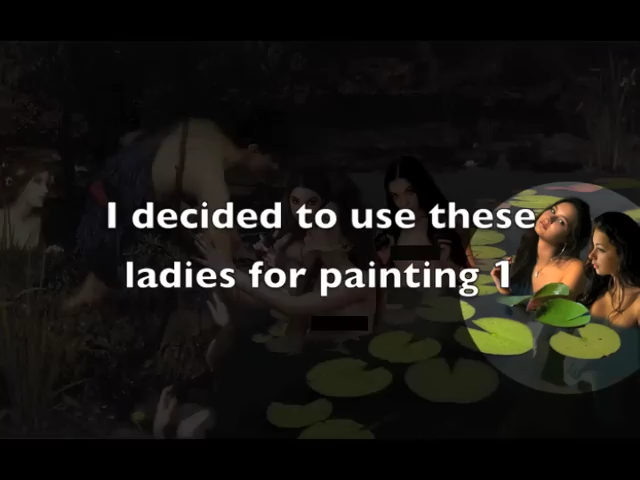 I decided to use these
ladies for painting 1